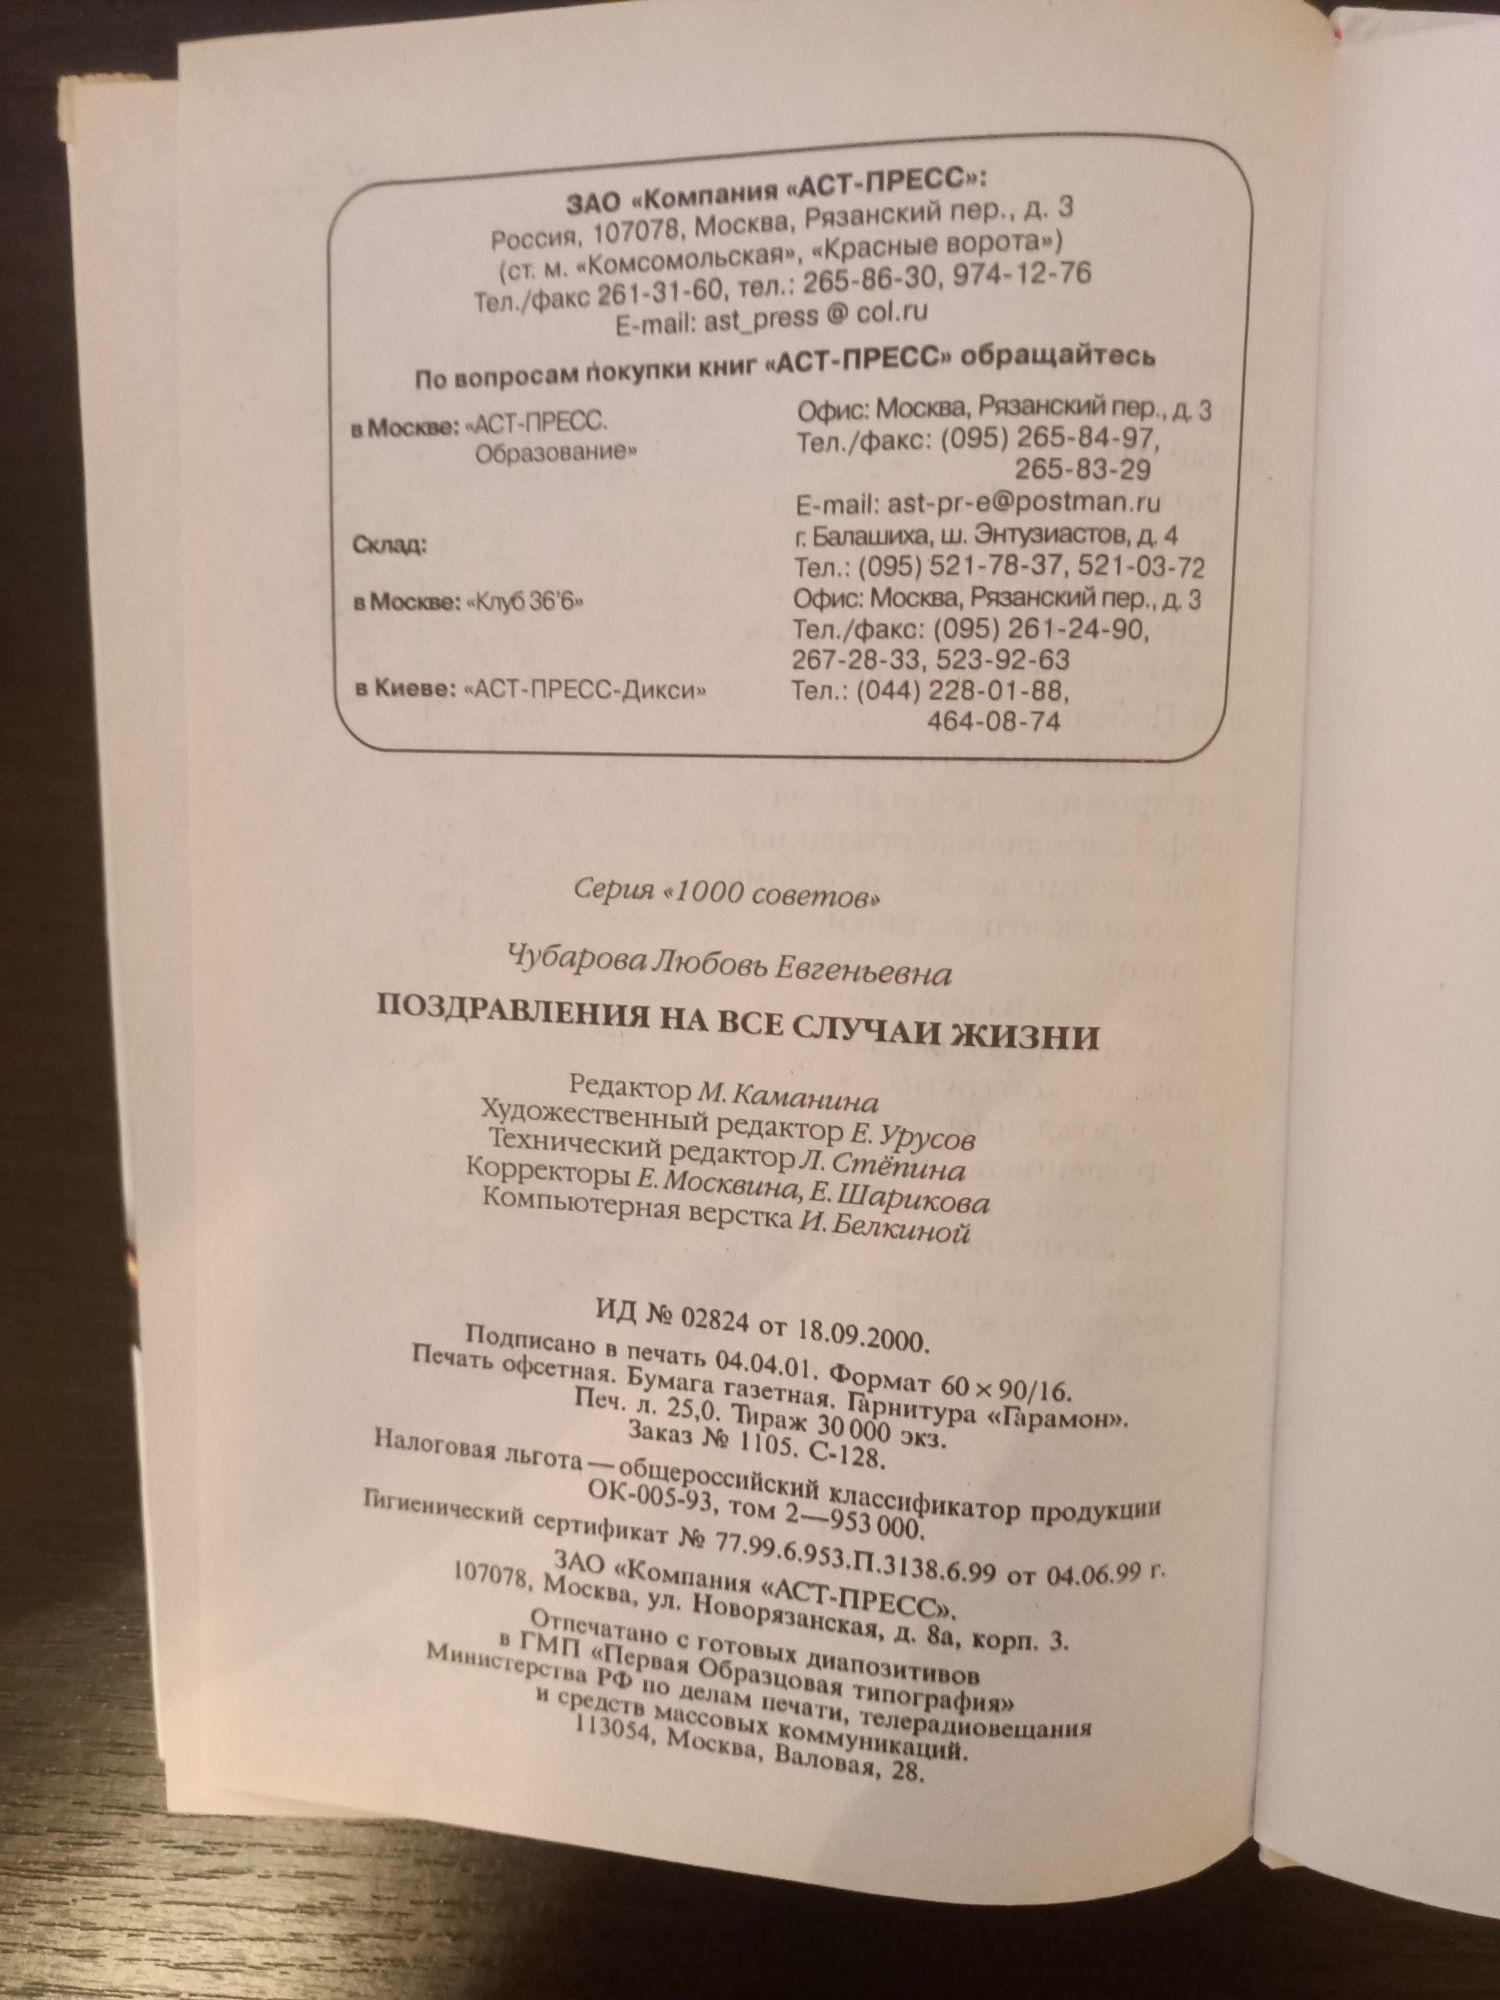 ЗАО «Компания «АСТ-ПРЕСС»:
Россия, 107078, Москва, Рязанский пер., д. 3
(ст. м. «Комсомольская», «Красные ворота»)
Тел./факс 261-31-60, тел.: 265-86-30, 974-12-76
E-mail: ast_press @ col.ru
По вопросам покупки книг «АСТ-ПРЕСС» обращайтесь
в Москве: «АСТ-ПРЕСС. Офис: Москва, Рязанский пер., д. 3
Образование» Тел./факс: (095) 265-84-97,
265-83-29
E-mail: ast-pr-e@postman.ru
Склад: г. Балашиха, ш. Энтузиастов, д. 4
Тел.: (095) 521-78-37, 521-03-72
в Москве: «Клуб 36'6» Офис: Москва, Рязанский пер., д. 3
Тел./факс: (095) 261-24-90,
267-28-33, 523-92-63
в Киеве: «АСТ-ПРЕСС-Дикси» Тел.: (044) 228-01-88,
464-08-74
Серия «1000 советов»
Чубарова Любовь Евгеньевна
ПОЗДРАВЛЕНИЯ НА ВСЕ СЛУЧАИ ЖИЗНИ
Редактор М. Каманина
Художественный редактор Е. Урусов
Технический редактор Л. Стёпина
Корректоры Е. Москвина, Е. Шарикова
Компьютерная верстка И. Белкиной
ИД № 02824 от 18.09.2000.
Подписано в печать 04.04.01. Формат 60 × 90/16.
Печать офсетная. Бумага газетная. Гарнитура «Гарамон».
Печ. л. 25,0. Тираж 30 000 экз.
Заказ № 1105. С-128.
Налоговая льгота — общероссийский классификатор продукции
ОК-005-93, том 2—953 000.
Гигиенический сертификат № 77.99.6.953.П.3138.6.99 от 04.06.99 г.
ЗАО «Компания «АСТ-ПРЕСС».
107078, Москва, ул. Новорязанская, д. 8а, корп. 3.
Отпечатано с готовых диапозитивов
в ГМП «Первая Образцовая типография»
Министерства РФ по делам печати, телерадиовещания
и средств массовых коммуникаций.
113054, Москва, Валовая, 28.